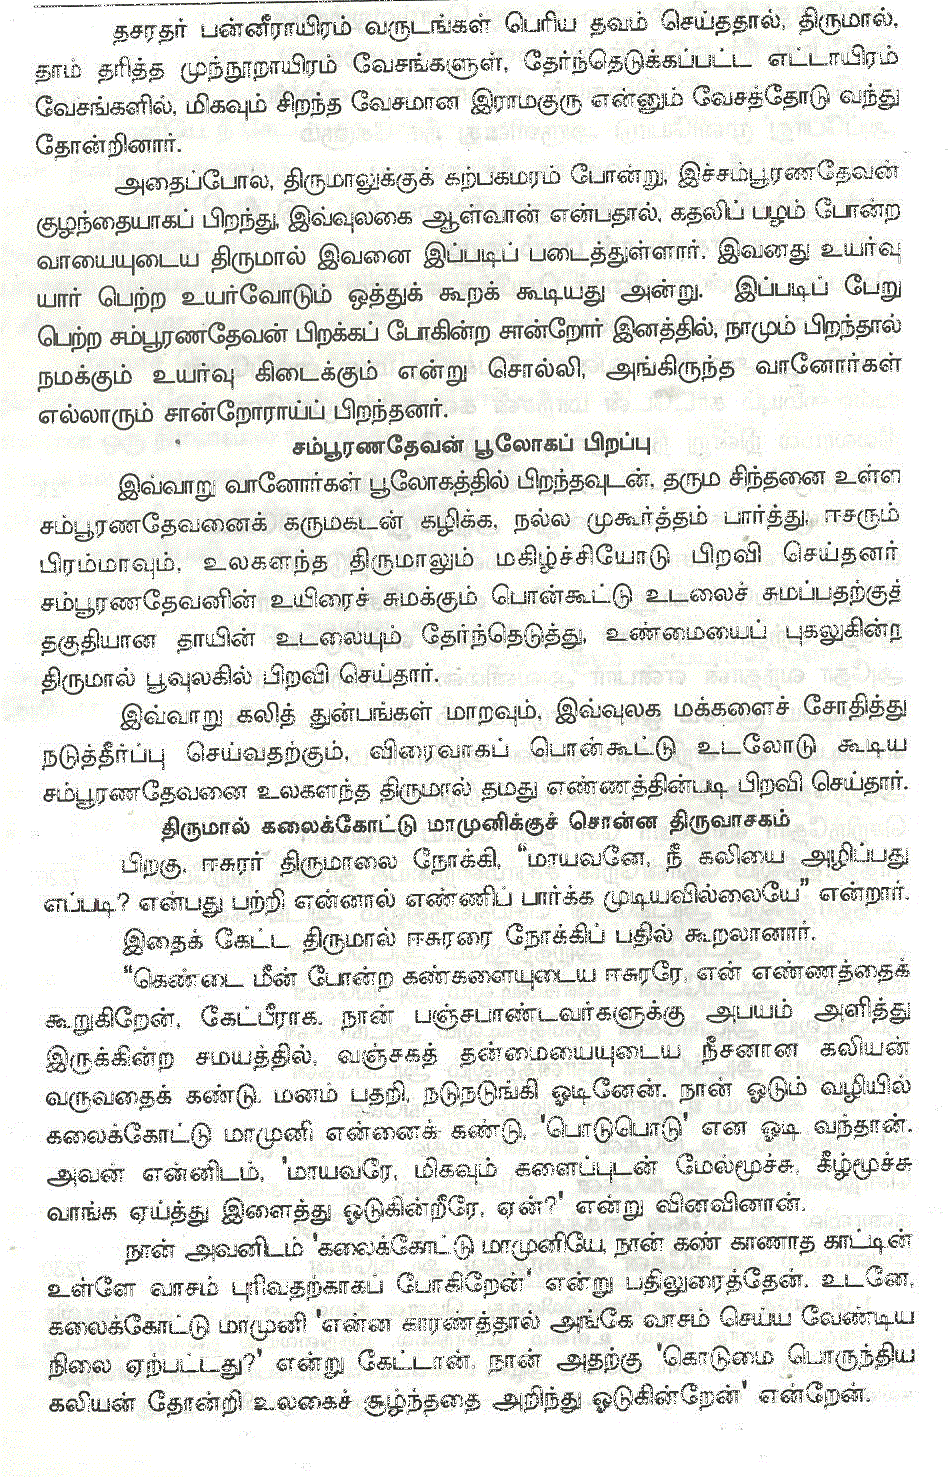 தசரதர் பன்னீராயிரம் வருடங்கள் பெரிய தவம் செய்ததால், திருமால்,
தாம் தரித்த முந்நூறாயிரம் வேசங்களுள், தேர்ந்தெடுக்கப்பட்ட எட்டாயிரம்
வேசங்களில், மிகவும் சிறந்த வேசமான இராமகுரு என்னும் வேசத்தோடு வந்து
தோன்றினார்.
அதைப்போல, திருமாலுக்குக் கற்பகமரம் போன்று, இச்சம்பூரணதேவன்
குழந்தையாகப் பிறந்து, இவ்வுலகை ஆள்வான் என்பதால், கதலிப் பழம் போன்ற
வாயையுடைய திருமால் இவனை இப்படிப் படைத்துள்ளார். இவனது உயர்வு
யார் பெற்ற உயர்வோடும் ஒத்துக் கூறக் கூடியது அன்று. இப்படிப் பேறு
பெற்ற சம்பூரணதேவன் பிறக்கப் போகின்ற சான்றோர் இனத்தில், நாமும் பிறந்தால்
நமக்கும் உயர்வு கிடைக்கும் என்று சொல்லி, அங்கிருந்த வானோர்கள்
எல்லாரும் சான்றோராய்ப் பிறந்தனர்.
சம்பூரணதேவன் பூலோகப் பிறப்பு
இவ்வாறு வானோர்கள் பூலோகத்தில் பிறந்தவுடன், தரும சிந்தனை உள்ள
சம்பூரணதேவனைக் கருமகடன் கழிக்க, நல்ல முகூர்த்தம் பார்த்து, ஈசரும்
பிரம்மாவும், உலகளந்த திருமாலும் மகிழ்ச்சியோடு பிறவி செய்தனர்
சம்பூரணதேவனின் உயிரைச் சுமக்கும் பொன்கூட்டு உடலைச் சுமப்பதற்குத்
தகுதியான தாயின் உடலையும் தேர்ந்தெடுத்து, உண்மையைப் புகலுகின்ற
திருமால் பூவுலகில் பிறவி செய்தார்.
இவ்வாறு கலித் துன்பங்கள் மாறவும், இவ்வுலக மக்களைச் சோதித்து
நடுத்தீர்ப்பு செய்வதற்கும், விரைவாகப் பொன்கூட்டு உடலோடு கூடிய
சம்பூரணதேவனை உலகளந்த திருமால் தமது எண்ணத்தின்படி பிறவி செய்தார்.
திருமால் கலைக்கோட்டு மாமுனிக்குச் சொன்ன திருவாசகம்
பிறகு, ஈசுரர் திருமாலை நோக்கி, “மாயவனே, நீ கலியை அழிப்பது
எப்படி? என்பது பற்றி என்னால் எண்ணிப் பார்க்க முடியவில்லையே” என்றார்.
இதைக் கேட்ட திருமால் ஈசுரரை நோக்கிப் பதில் கூறலானார்.
“கெண்டை மீன் போன்ற கண்களையுடைய ஈசுரரே, என் எண்ணத்தைக்
கூறுகிறேன், கேட்பீராக. நான் பஞ்சபாண்டவர்களுக்கு அபயம் அளித்து
இருக்கின்ற சமயத்தில், வஞ்சகத் தன்மையையுடைய நீசனான கலியன்
வருவதைக் கண்டு, மனம் பதறி, நடுநடுங்கி ஓடினேன். நான் ஓடும் வழியில்
கலைக்கோட்டு மாமுனி என்னைக் கண்டு, 'பொடுபொடு' என ஓடி வந்தான்.
அவன் என்னிடம், 'மாயவரே, மிகவும் களைப்புடன் மேல்மூச்சு, கீழ்மூச்சு
வாங்க ஏய்த்து இளைத்து ஓடுகின்றீரே, ஏன்?' என்று வினவினான்.
நான் அவனிடம் 'கலைக்கோட்டு மாமுனியே, நான் கண் காணாத காட்டின்
உள்ளே வாசம் புரிவதற்காகப் போகிறேன்' என்று பதிலுரைத்தேன். உடனே,
கலைக்கோட்டு மாமுனி 'என்ன காரணத்தால் அங்கே வாசம் செய்ய வேண்டிய
நிலை ஏற்பட்டது?' என்று கேட்டான். நான் அதற்கு 'கொடுமை பொருந்திய
கலியன் தோன்றி உலகைச் சூழ்ந்ததை அறிந்து ஓடுகின்றேன்' என்றேன்.